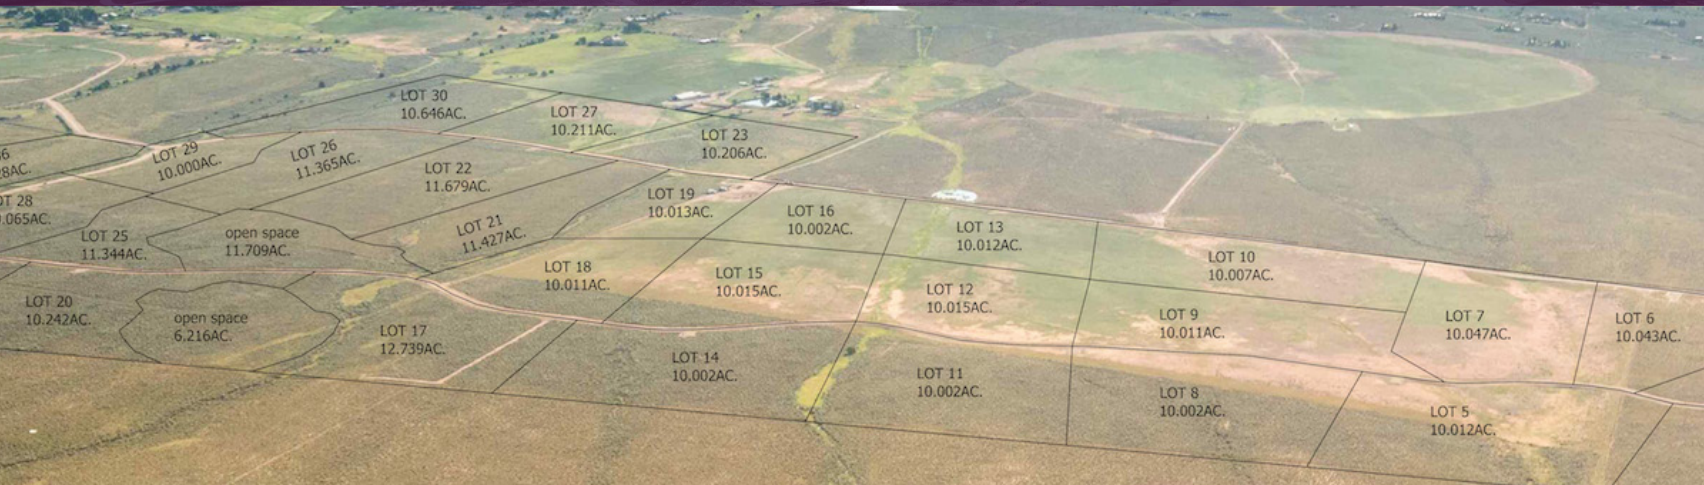 LOT 30
10.646AC.
LOT 27
10.211AC.
LOT 23
10.206AC.
LOT 29
10.000AC.
LOT 26
11.365AC.
LOT 22
11.679AC.
LOT 19
10.013AC.
LOT 16
10.002AC.
LOT 13
10.012AC.
LOT 10
10.007AC.
LOT 25
11.344AC.
open space
11.709AC.
LOT 21
11.427AC.
LOT 18
10.011AC.
LOT 15
10.015AC.
LOT 12
10.015AC.
LOT 9
10.011AC.
LOT 7
10.047AC.
LOT 6
10.043AC.
LOT 20
10.242AC.
open space
6.216AC.
LOT 17
12.739AC.
LOT 14
10.002AC.
LOT 11
10.002AC.
LOT 8
10.002AC.
LOT 5
10.012AC.